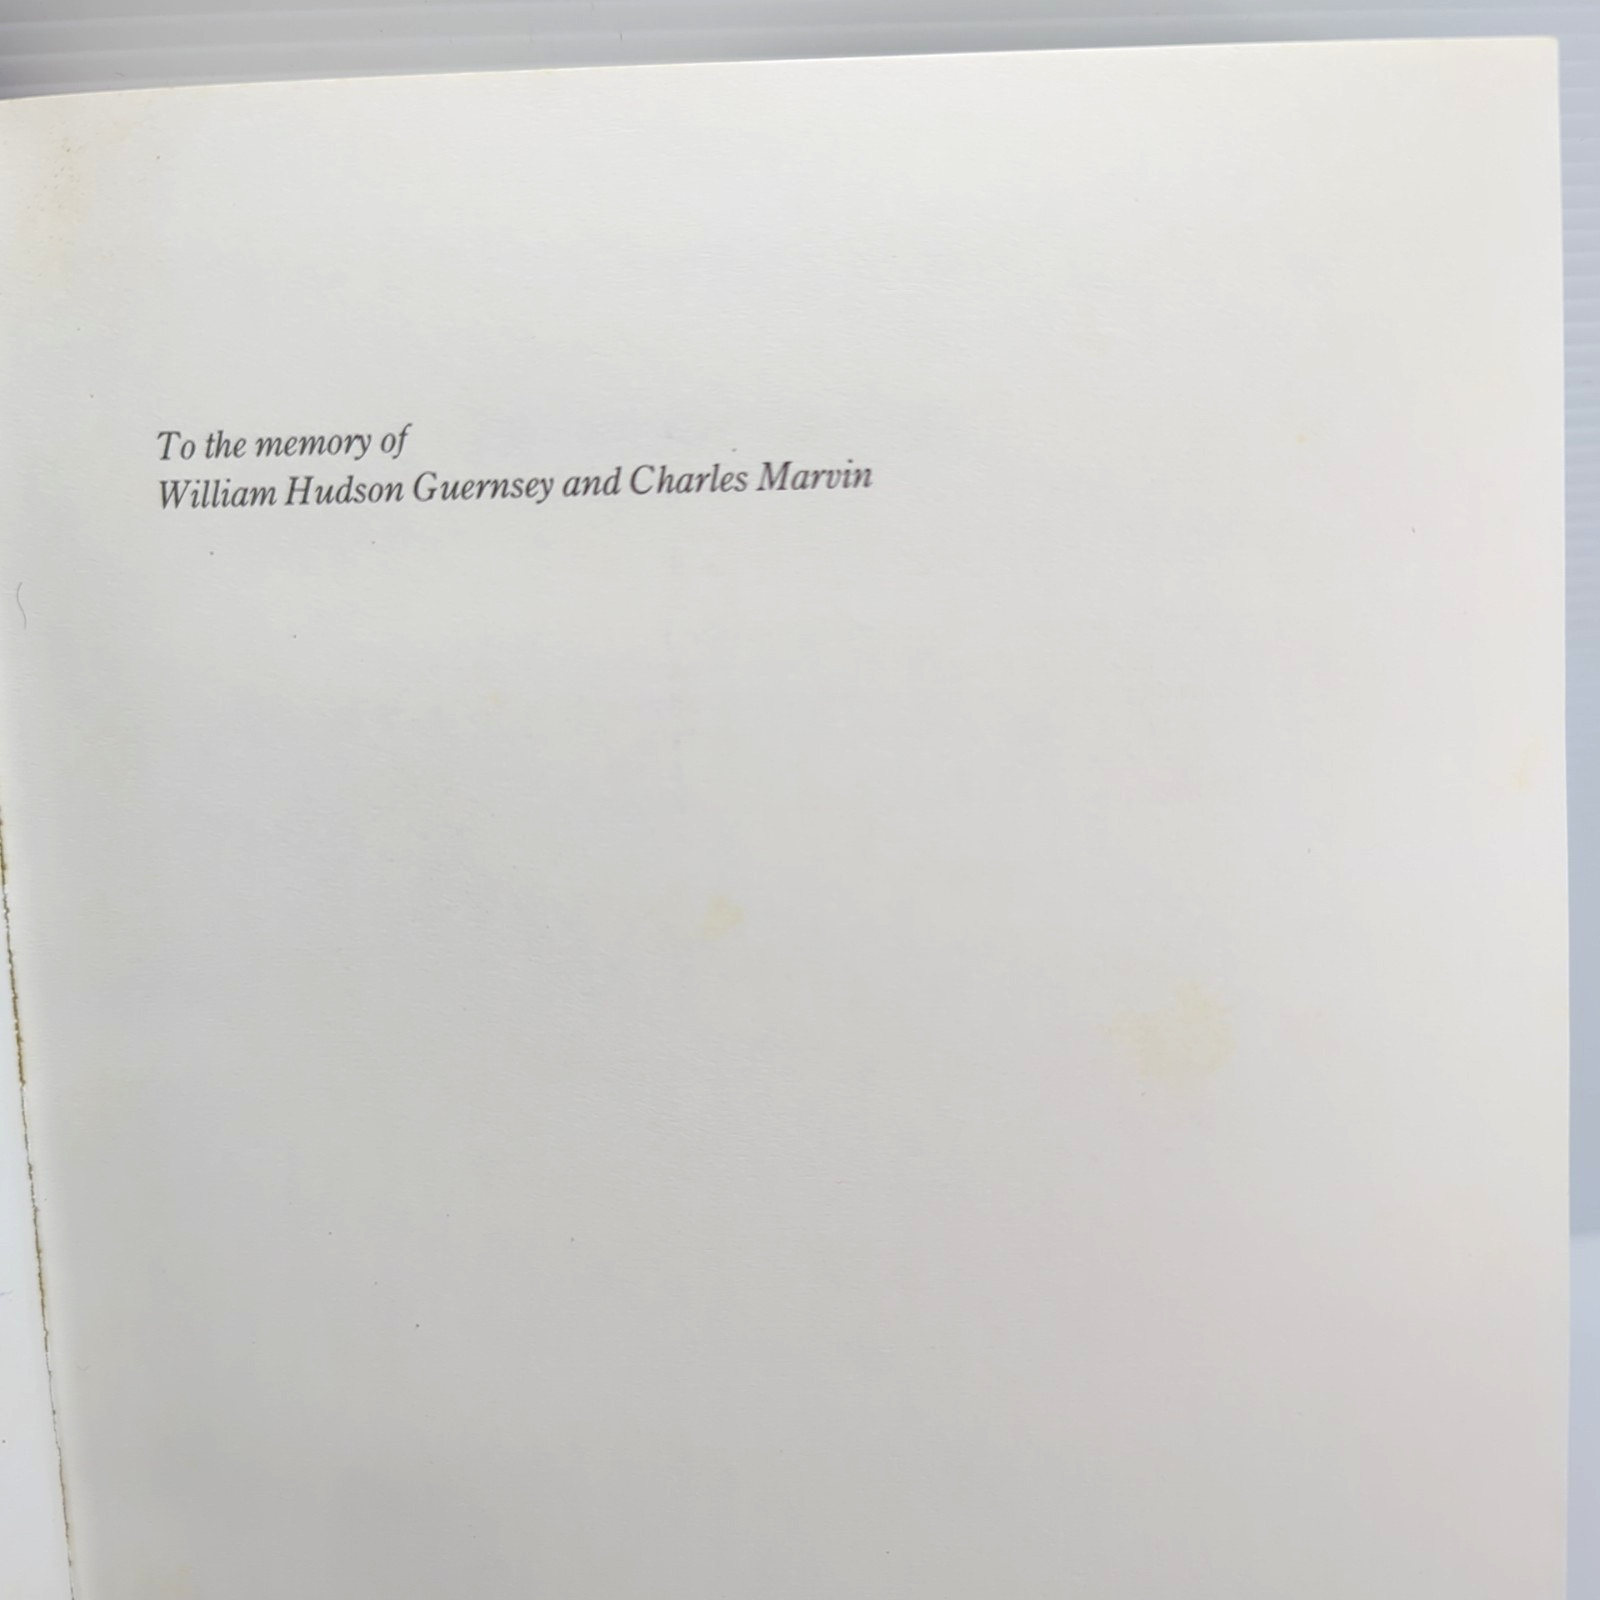 To the memory of
William Hudson Guernsey and Charles Marvin